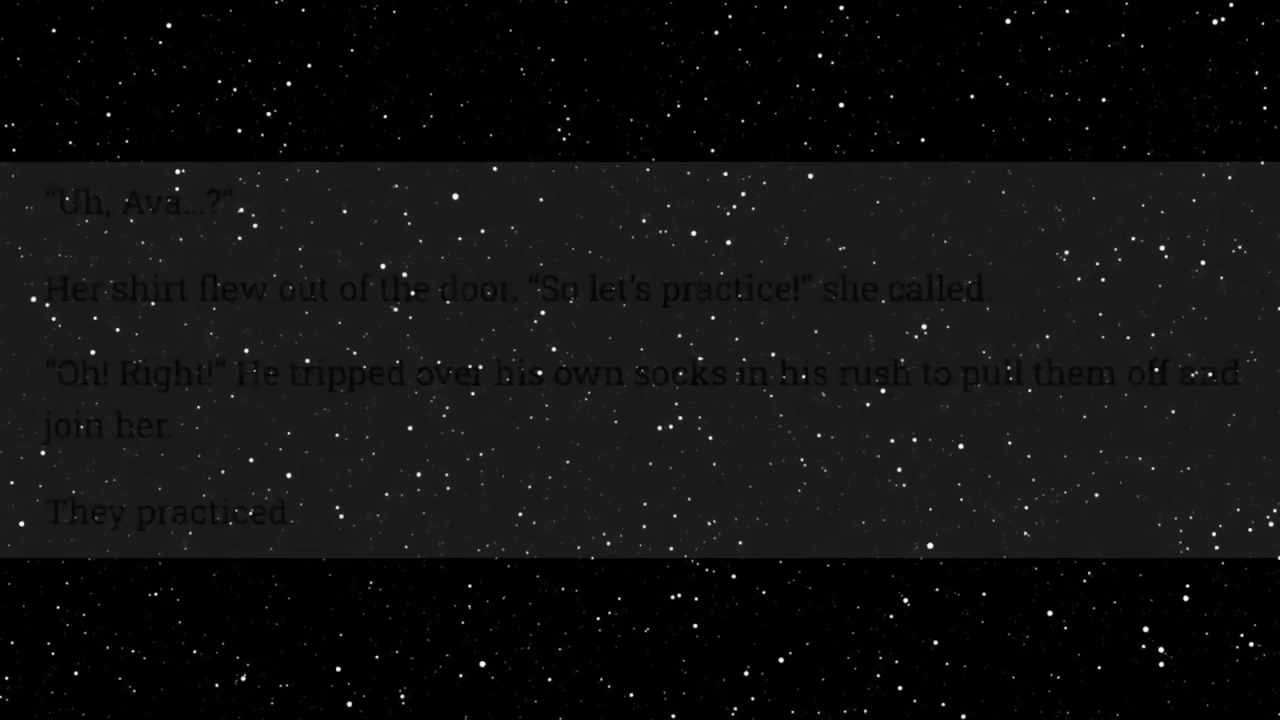 “Uh, Ava...?”
Her shirt flew out of the door. “So let's practice!” she called.
“Oh! Right!” He tripped over his own socks in his rush to pull them off and
join her.
They practiced.